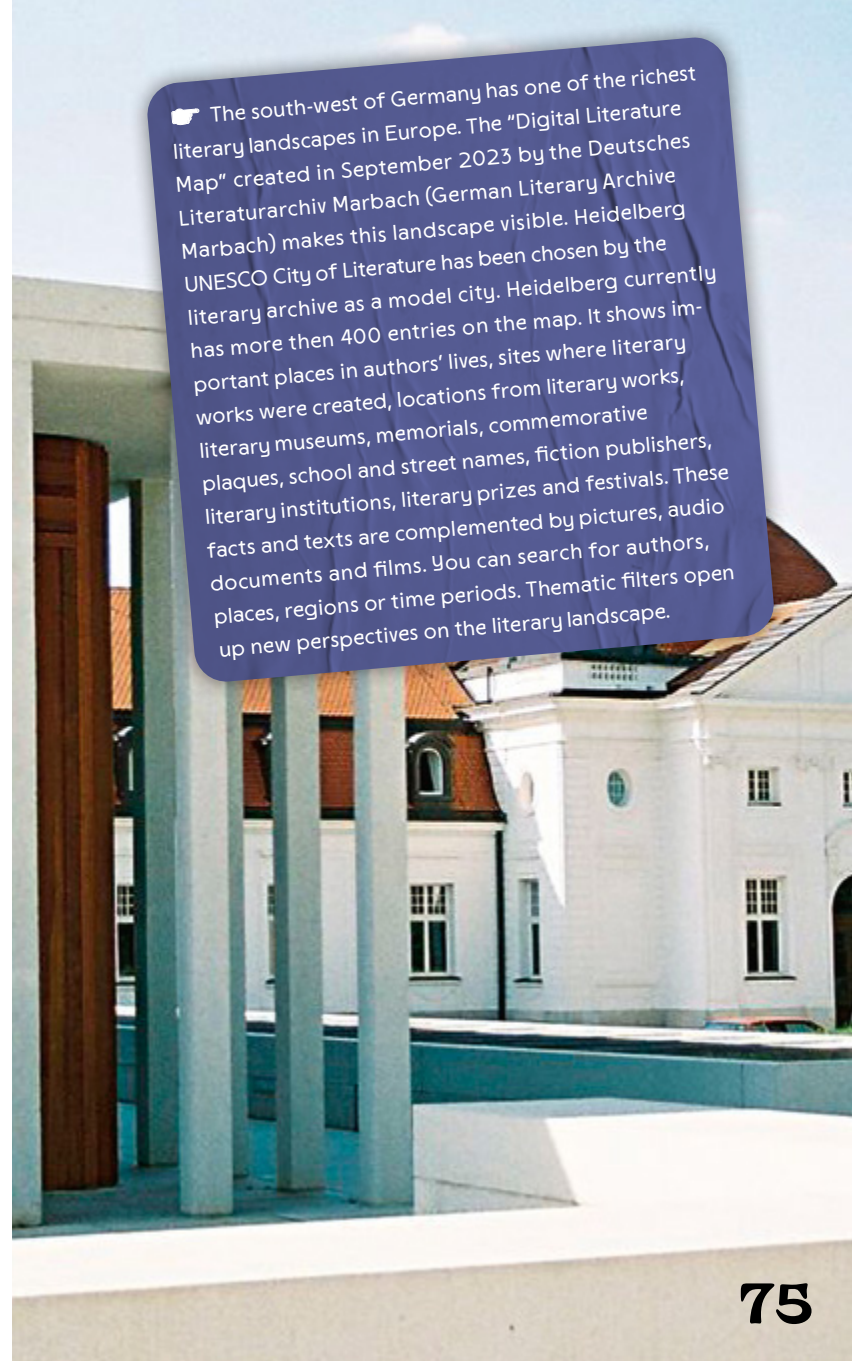 The south-west of Germany has one of the richest
literary landscapes in Europe. The “Digital Literature
Map” created in September 2023 by the Deutsches
Literaturarchiv Marbach (German Literary Archive
Marbach) makes this landscape visible. Heidelberg
UNESCO City of Literature has been chosen by the
literary archive as a model city. Heidelberg currently
has more then 400 entries on the map. It shows im-
portant places in authors’ lives, sites where literary
works were created, locations from literary works,
literary museums, memorials, commemorative
plaques, school and street names, fiction publishers,
literary institutions, literary prizes and festivals. These
facts and texts are complemented by pictures, audio
documents and films. You can search for authors,
places, regions or time periods. Thematic filters open
up new perspectives on the literary landscape.
75